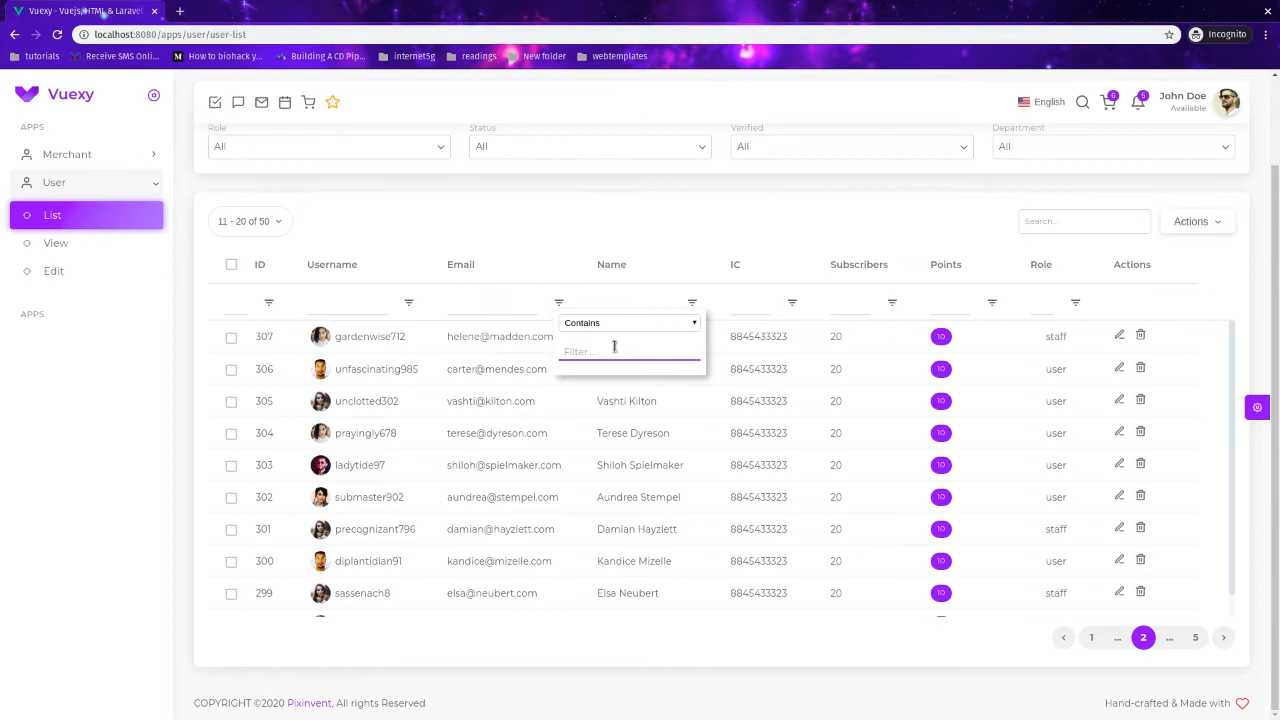 Vuexy - Vuejs, HTML & Laravel
localhost:8080/apps/user/user-list
Incognito
tutorials
Receive SMS Onli...
How to biohack y...
Building A CD Pip...
internet5g
readings
New folder
webtemplates
Vuexy
English
6
5
John Doe
Available
APPS
Merchant
User
List
View
Edit
APPS
Role
Status
Verified
Department
All
All
All
All
11 - 20 of 50
Search...
Actions
ID Username Email Name IC Subscribers Points Role Actions
Contains
Filter...
307 gardenwise712 helene@madden.com 8845433323 20 10 staff
306 unfascinating985 carter@mendes.com 8845433323 20 10 user
305 unclotted302 vashti@kilton.com Vashti Kilton 8845433323 20 10 user
304 prayingly678 terese@dyreson.com Terese Dyreson 8845433323 20 10 user
303 ladytide97 shiloh@spielmaker.com Shiloh Spielmaker 8845433323 20 10 user
302 submaster902 aundrea@stempel.com Aundrea Stempel 8845433323 20 10 user
301 precognizant796 damian@hayzlett.com Damian Hayzlett 8845433323 20 10 staff
300 diplantidian91 kandice@mizelle.com Kandice Mizelle 8845433323 20 10 user
299 sassenach8 elsa@neubert.com Elsa Neubert 8845433323 20 10 staff
1 ... 2 ... 5
COPYRIGHT ©2020 Pixinvent, All rights Reserved
Hand-crafted & Made with